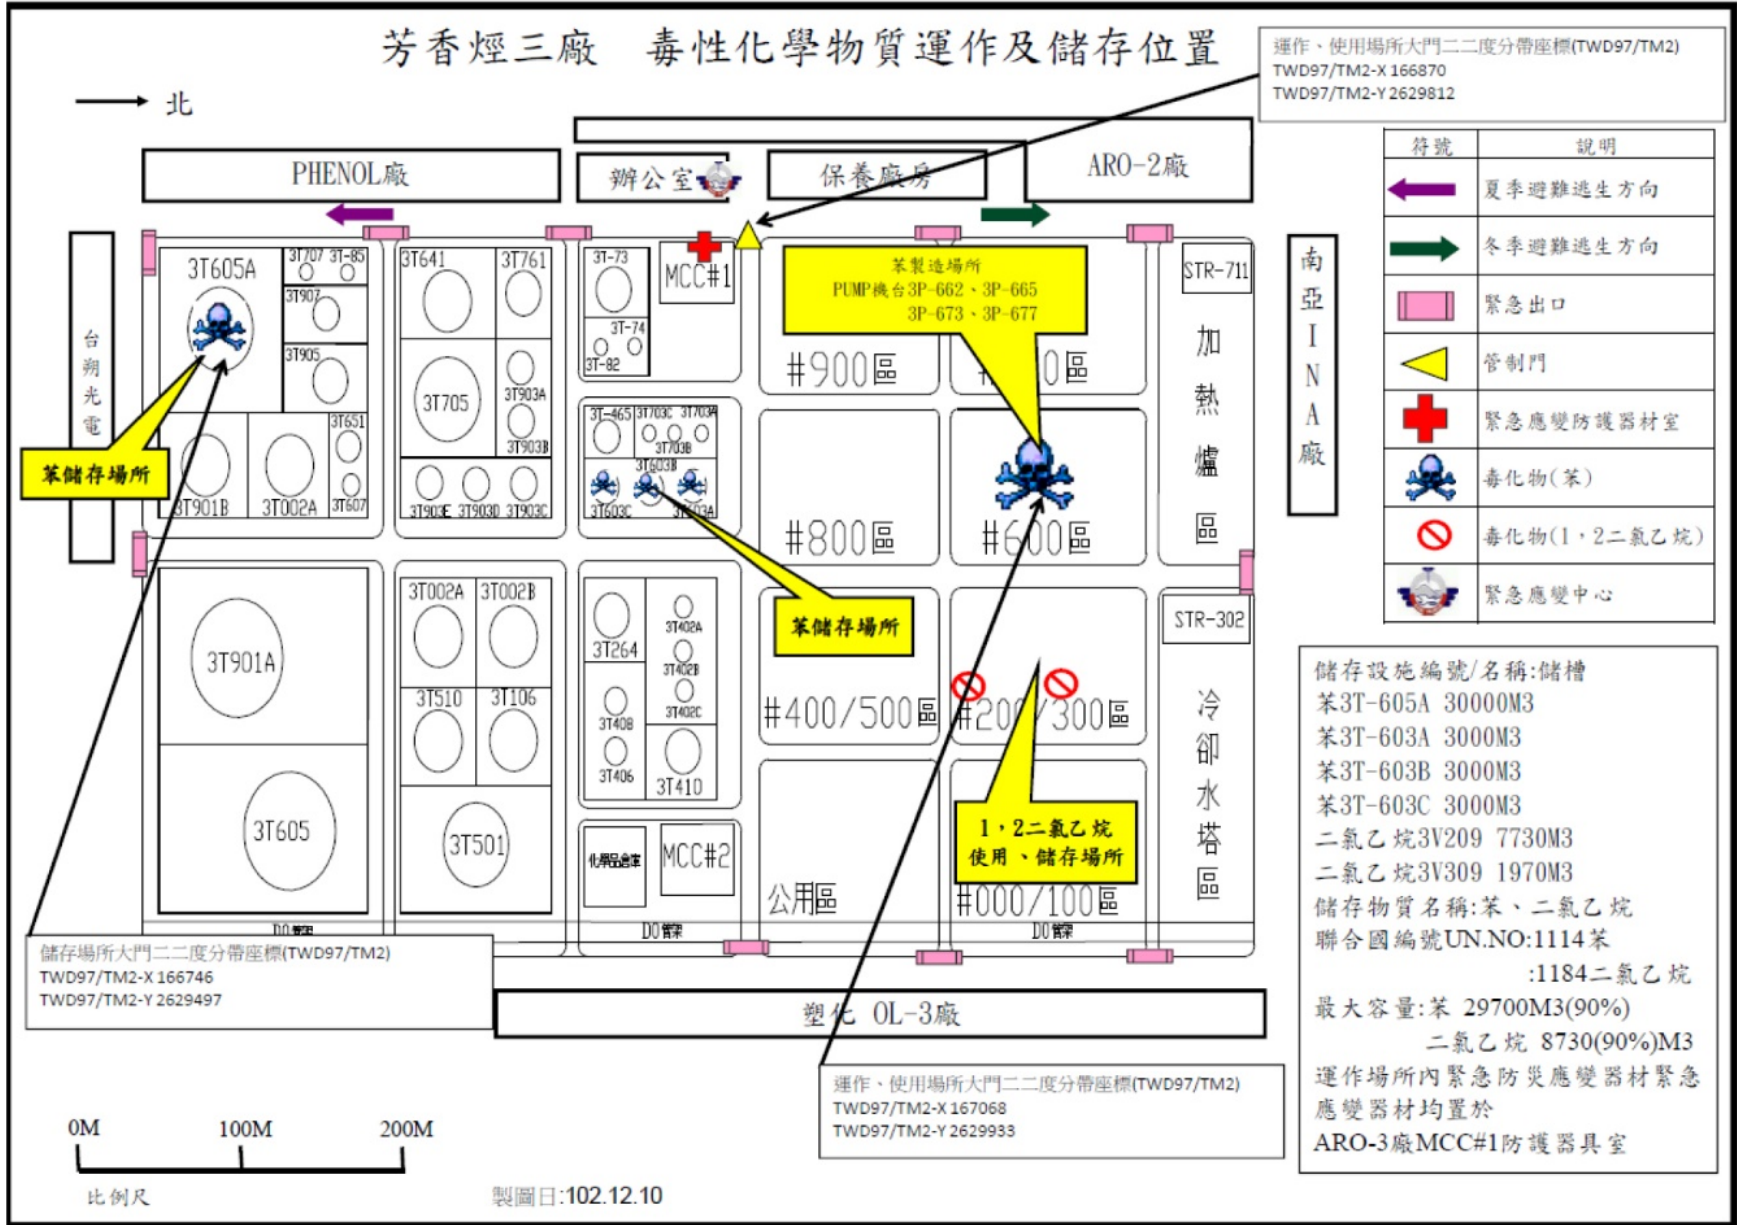 芳香烴三廠　毒性化學物質運作及儲存位置
運作、使用場所大門二二度分帶座標(TWD97/TM2)
TWD97/TM2-X 166870
TWD97/TM2-Y 2629812
北
PHENOL廠
辦公室
保養廠房
ARO-2廠
符號 說明
夏季避難逃生方向
冬季避難逃生方向
緊急出口
管制門
緊急應變防護器材室
毒化物(苯)
毒化物(1，2二氯乙烷)
緊急應變中心
台朔光電
南亞INA廠
3T605A
3T707 3T-85
3T907
3T905
3T651
3T901B
3T002A
3T607
3T641
3T761
3T705
3T903A
3T903B
3T903E 3T903D 3T903C
3T-73
MCC#1
3T-74
3T-82
3T-465 3T703C 3T703A
3T703B
3T603B
3T603C 3T603A
苯製造場所
PUMP機台3P-662、3P-665
3P-673、3P-677
#900區
#800區
#600區
STR-711
加熱爐區
苯儲存場所
苯儲存場所
3T901A
3T605
3T002A 3T002B
3T510 3T106
3T501
3T264
3T402A
3T402B
3T402C
3T408
3T406
3T410
化學品倉庫
MCC#2
#400/500區
#200/300區
STR-302
冷卻水塔區
1，2二氯乙烷
使用、儲存場所
公用區
#000/100區
DO管架
DO管架
DO管架
儲存場所大門二二度分帶座標(TWD97/TM2)
TWD97/TM2-X 166746
TWD97/TM2-Y 2629497
塑化 OL-3廠
運作、使用場所大門二二度分帶座標(TWD97/TM2)
TWD97/TM2-X 167068
TWD97/TM2-Y 2629933
儲存設施編號/名稱:儲槽
苯3T-605A 30000M3
苯3T-603A 3000M3
苯3T-603B 3000M3
苯3T-603C 3000M3
二氯乙烷3V209 7730M3
二氯乙烷3V309 1970M3
儲存物質名稱:苯、二氯乙烷
聯合國編號UN.NO:1114苯
:1184二氯乙烷
最大容量:苯 29700M3(90%)
二氯乙烷 8730(90%)M3
運作場所內緊急防災應變器材緊急
應變器材均置於
ARO-3廠MCC#1防護器具室
0M 100M 200M
比例尺
製圖日:102.12.10